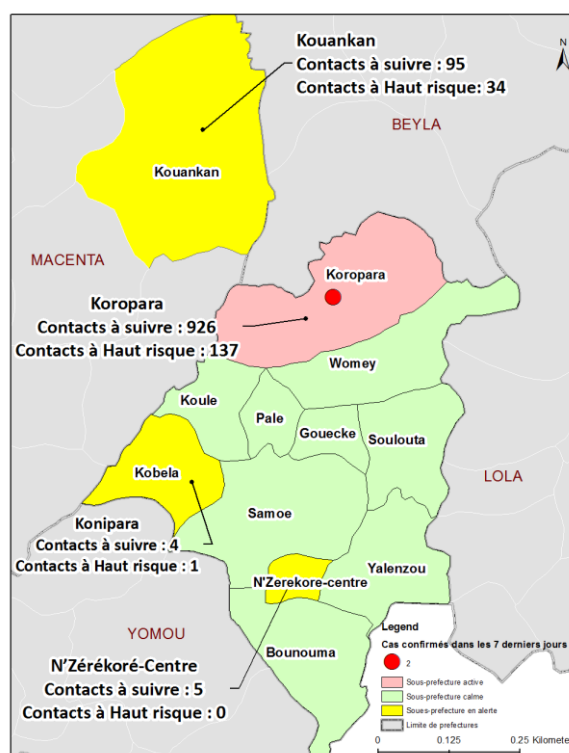 Kouankan
Contacts à suivre : 95
Contacts à Haut risque: 34
N
BEYLA
Kouankan
MACENTA
Koropara
Koropara
Contacts à suivre : 926
Contacts à Haut risque : 137
Womey
Koule
Pale
Gouecke
Soulouta
Kobela
LOLA
Samoe
Konipara
Contacts à suivre : 4
Contacts à Haut risque : 1
N'Zerekore-centre
Yalenzou
YOMOU
Bounouma
N'Zérékoré-Centre
Contacts à suivre : 5
Contacts à Haut risque : 0
Legend
Cas confirmés dans les 7 derniers jours
2
Sous-prefecture active
Sous-prefecture calme
Soues-prefecture en alerte
Limite de prefectures
0 0.125 0.25 Kilomete